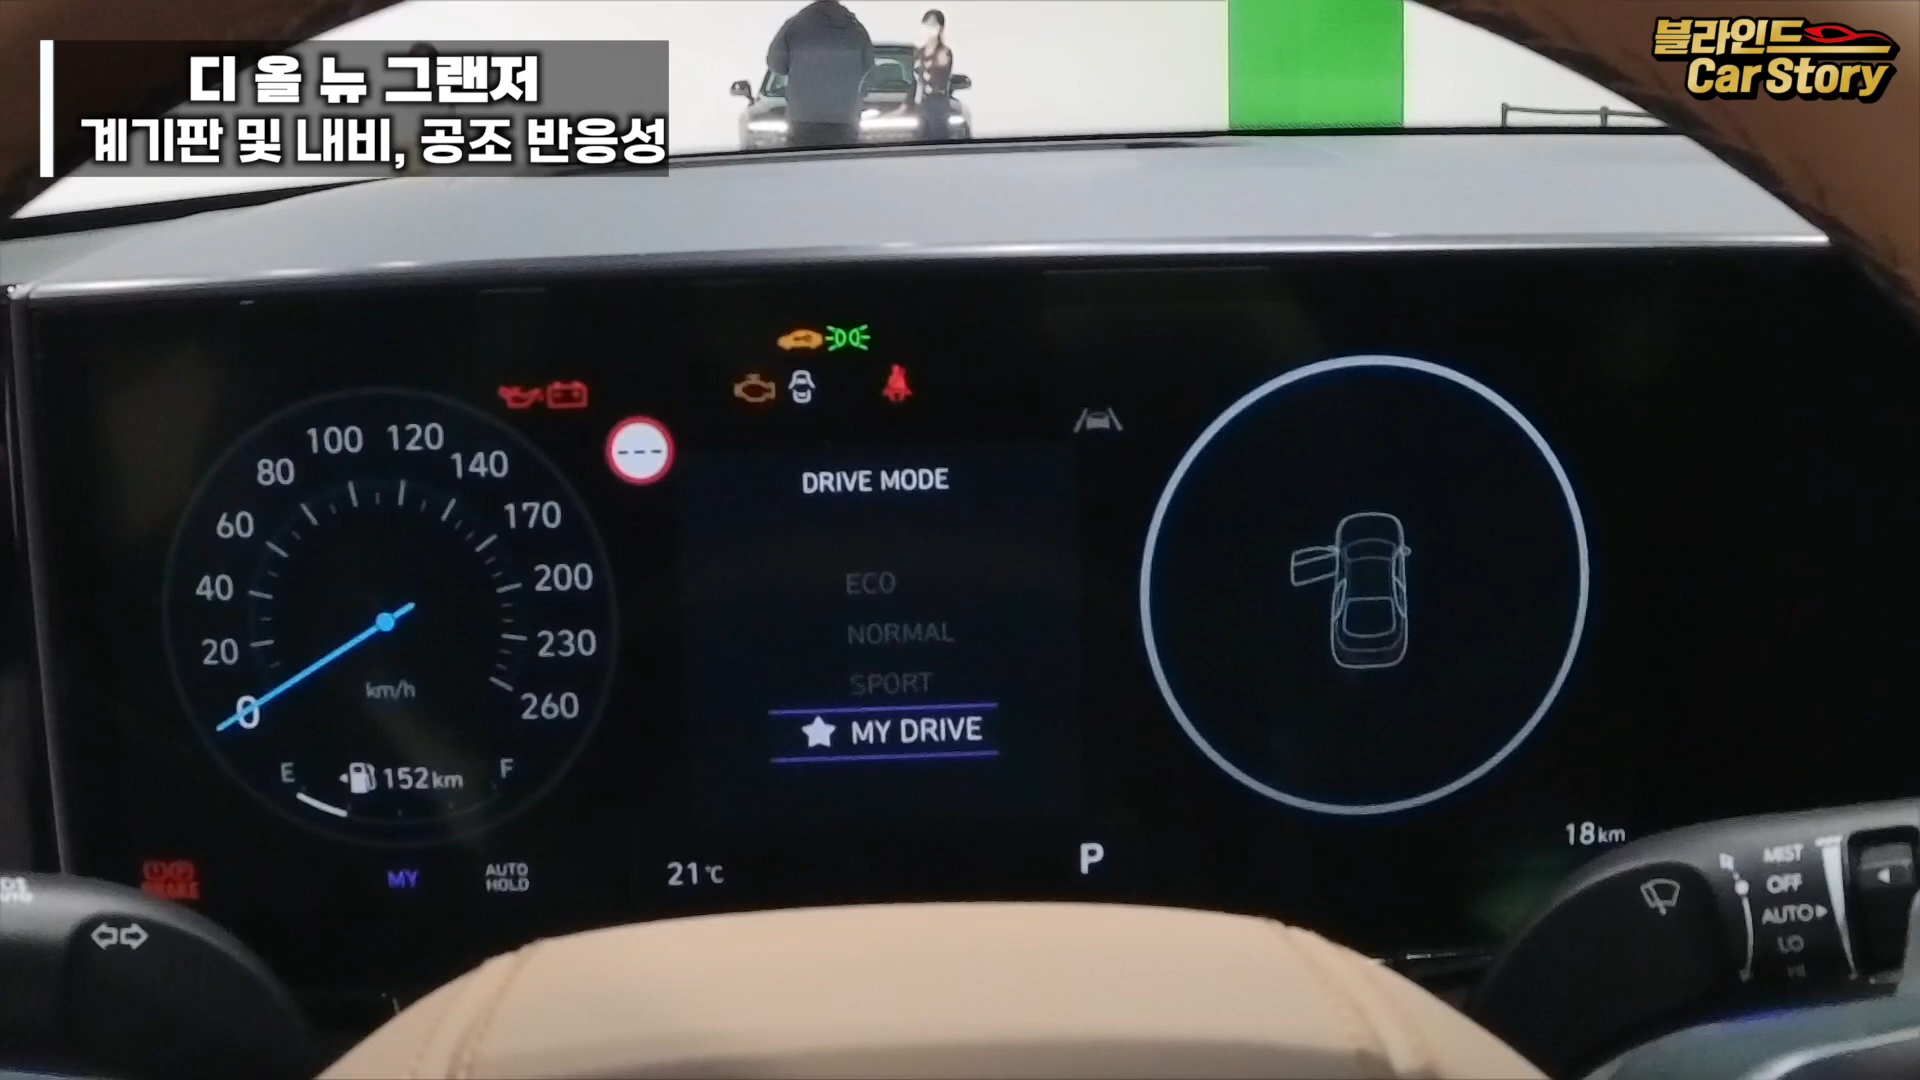 디 올 뉴 그랜저
계기판 및 내비, 공조 반응성
블라인드
Car Story
DRIVE MODE
ECO
NORMAL
SPORT
MY DRIVE
0
20
40
60
80
100
120
140
170
200
230
260
km/h
E
152km
F
MY
AUTO
HOLD
21℃
P
18km
MIST
OFF
AUTO
LO
HI